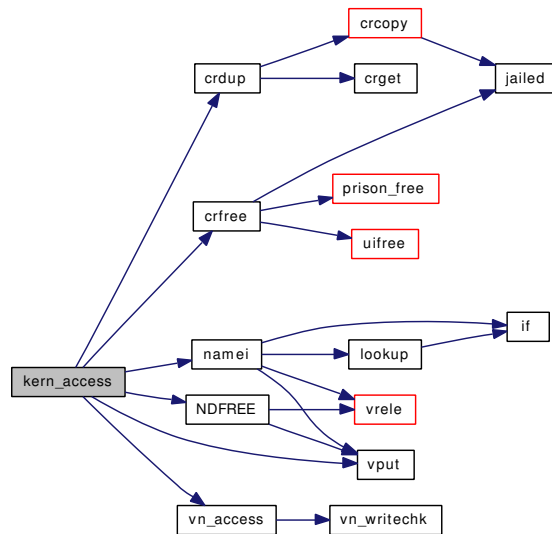 crcopy
crdup
crget
jailed
prison_free
crfree
uifree
if
namei
lookup
kern_access
NDFREE
vrele
vput
vn_access
vn_writechk